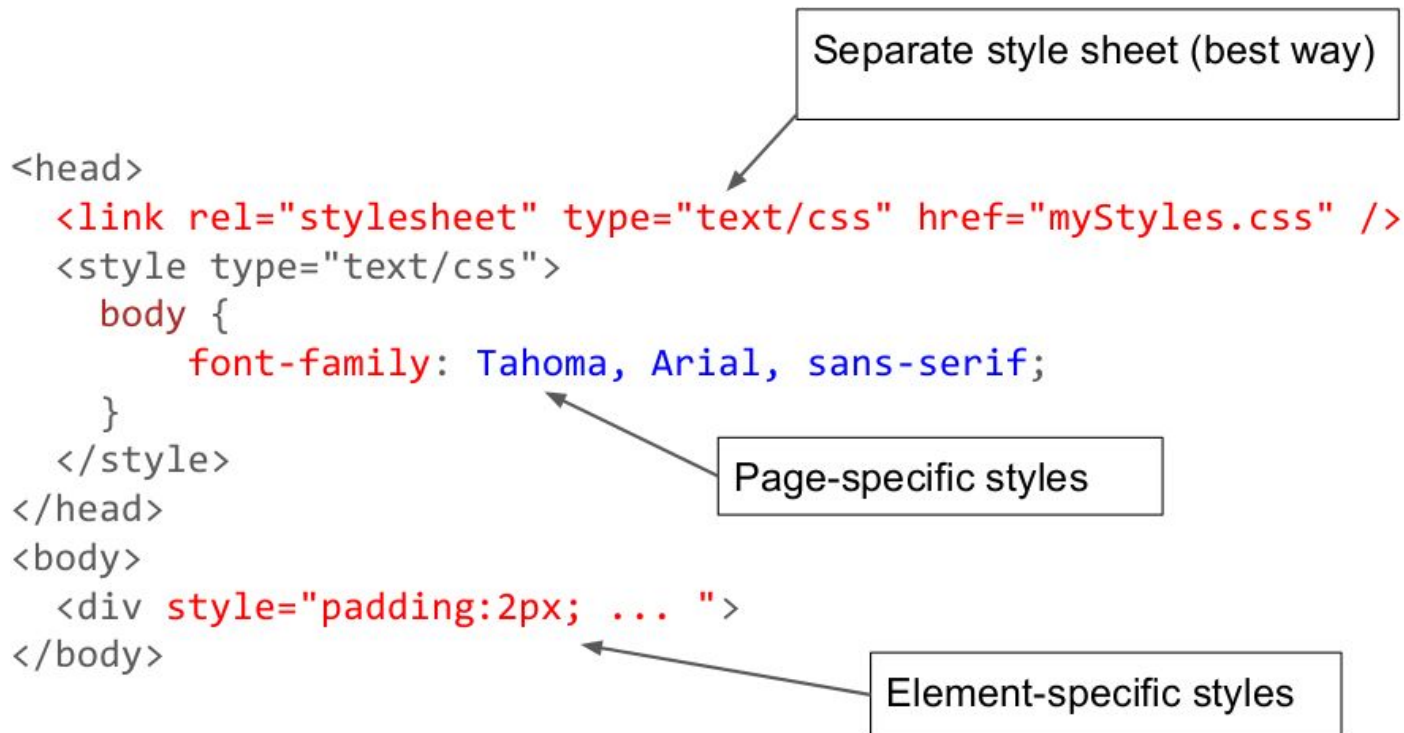 Separate style sheet (best way)
<head>
  <link rel="stylesheet" type="text/css" href="myStyles.css" />
  <style type="text/css">
    body {
        font-family: Tahoma, Arial, sans-serif;
    }
  </style>
Page-specific styles
</head>
<body>
  <div style="padding:2px; ... ">
</body>
Element-specific styles